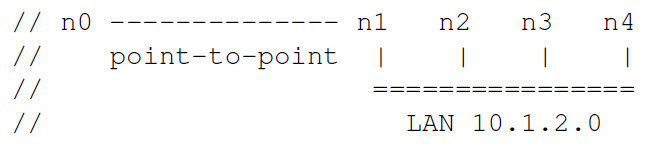 // n0 -------------- n1   n2   n3   n4
//    point-to-point  |    |    |    |
//                    ================
//                      LAN 10.1.2.0